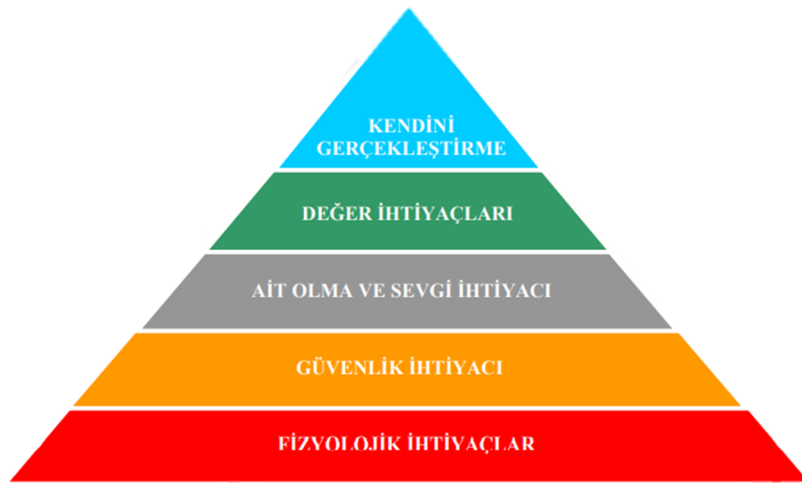 KENDİNİ
GERÇEKLEŞTİRME
DEĞER İHTİYAÇLARI
AİT OLMA VE SEVGİ İHTİYACI
GÜVENLİK İHTİYACI
FİZYOLOJİK İHTİYAÇLAR